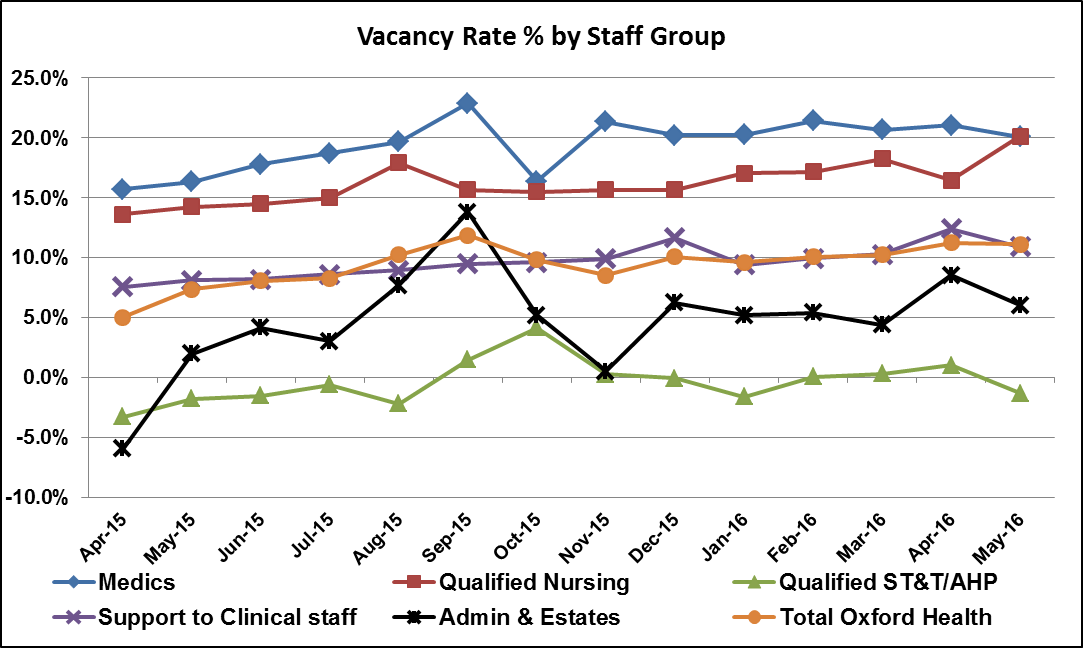 Vacancy Rate % by Staff Group
25.0%
20.0%
15.0%
10.0%
5.0%
0.0%
-5.0%
-10.0%
Apr-15 May-15 Jun-15 Jul-15 Aug-15 Sep-15 Oct-15 Nov-15 Dec-15 Jan-16 Feb-16 Mar-16 Apr-16 May-16
Medics Qualified Nursing Qualified ST&T/AHP
Support to Clinical staff Admin & Estates Total Oxford Health